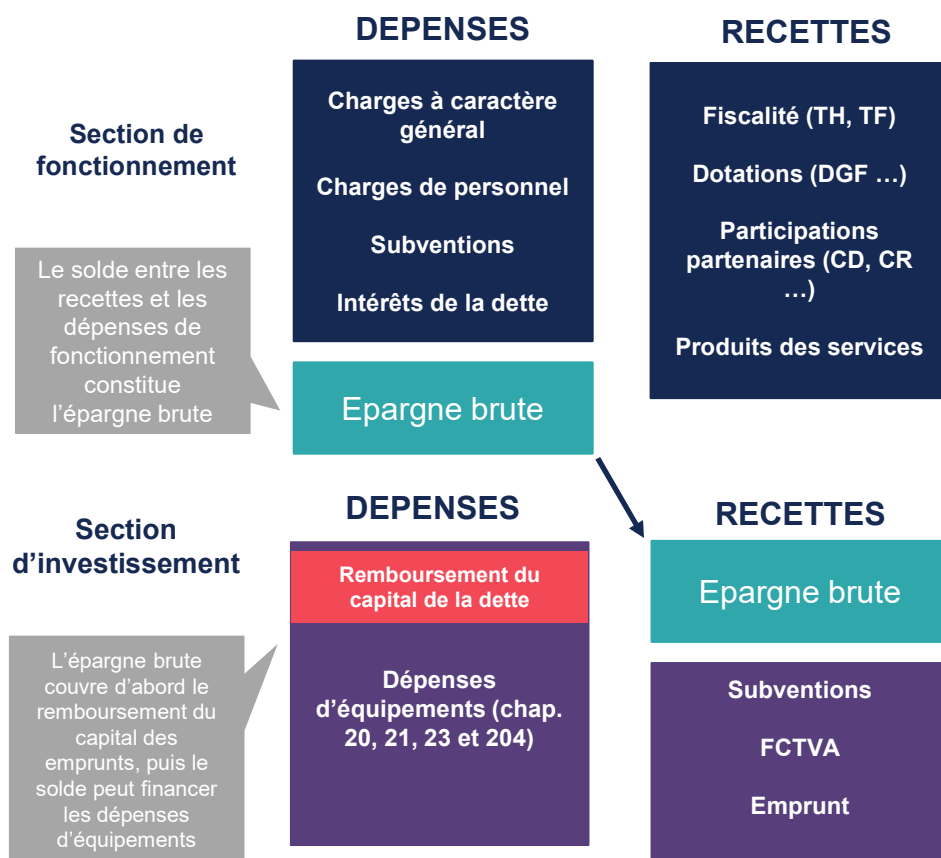 DEPENSES
RECETTES
Section de
fonctionnement
Charges à caractère
général
Charges de personnel
Subventions
Intérêts de la dette
Fiscalité (TH, TF)
Dotations (DGF ...)
Participations
partenaires (CD, CR
...)
Produits des services
Le solde entre les
recettes et les
dépenses de
fonctionnement
constitue
l'épargne brute
Epargne brute
Section
d'investissement
DEPENSES
RECETTES
Remboursement du
capital de la dette
Dépenses
d'équipements (chap.
20, 21, 23 et 204)
Epargne brute
Subventions
FCTVA
Emprunt
L'épargne brute
couvre d'abord le
remboursement du
capital des
emprunts, puis le
solde peut financer
les dépenses
d'équipements